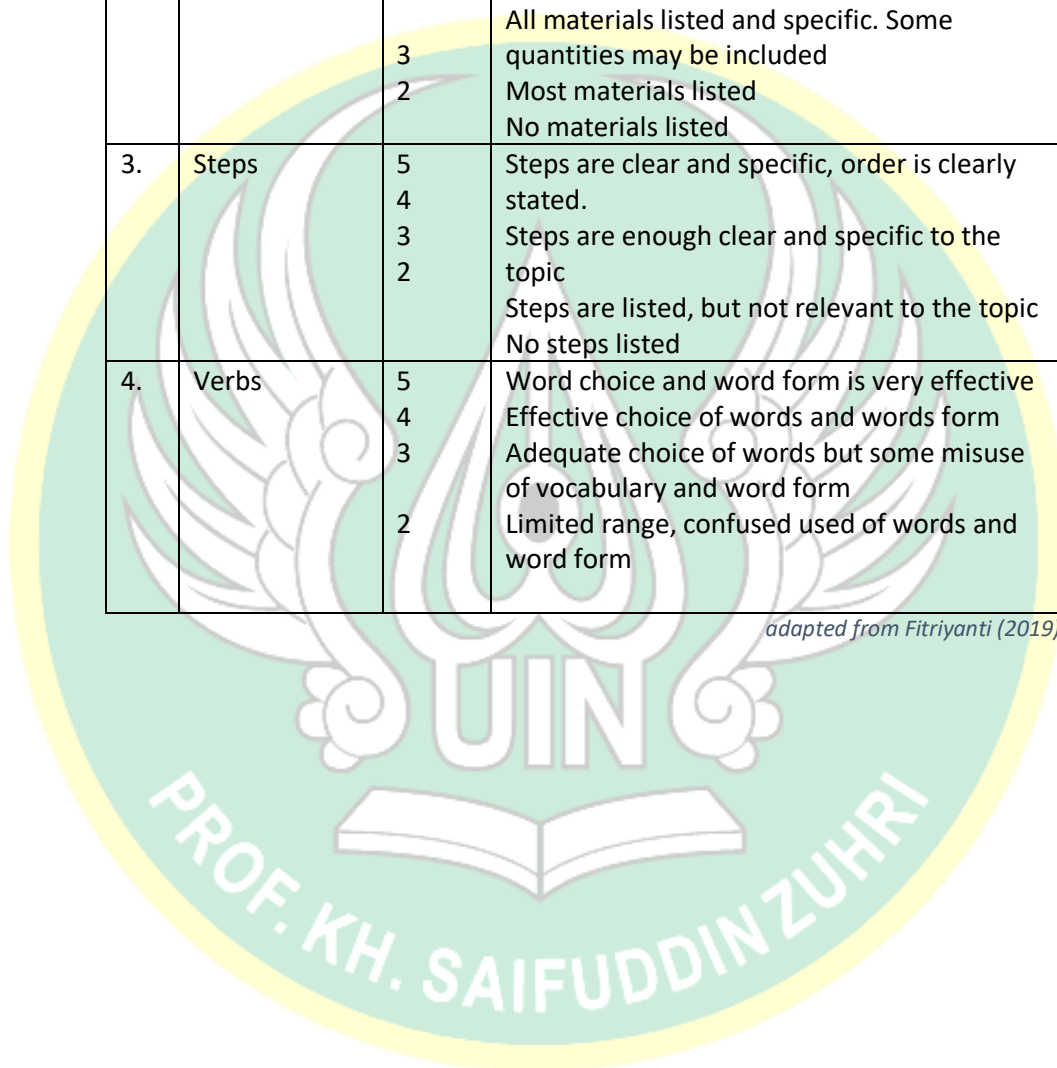 All materials listed and specific. Some
3 quantities may be included
2 Most materials listed
No materials listed
3. Steps 5 Steps are clear and specific, order is clearly
4 stated.
3 Steps are enough clear and specific to the
2 topic
Steps are listed, but not relevant to the topic
No steps listed
4. Verbs 5 Word choice and word form is very effective
4 Effective choice of words and words form
3 Adequate choice of words but some misuse
of vocabulary and word form
2 Limited range, confused used of words and
word form
adapted from Fitriyanti (2019)
UIN
PROF. KH. SAIFUDDIN ZUHRI